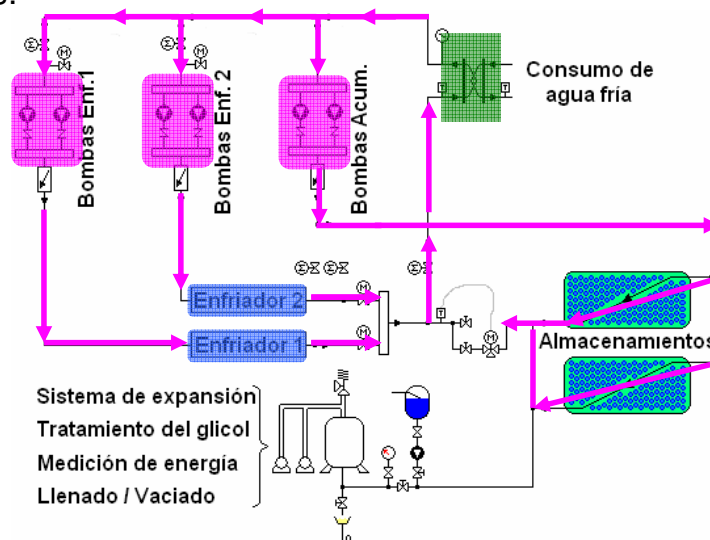 s.
Bombas Enf.1
Bombas Enf. 2
Bombas Acum.
Consumo de
agua fría
M
M
T
T
Enfriador 2
Enfriador 1
M
M
T
M
Almacenamientos
Sistema de expansión
Tratamiento del glicol
Medición de energía
Llenado / Vaciado